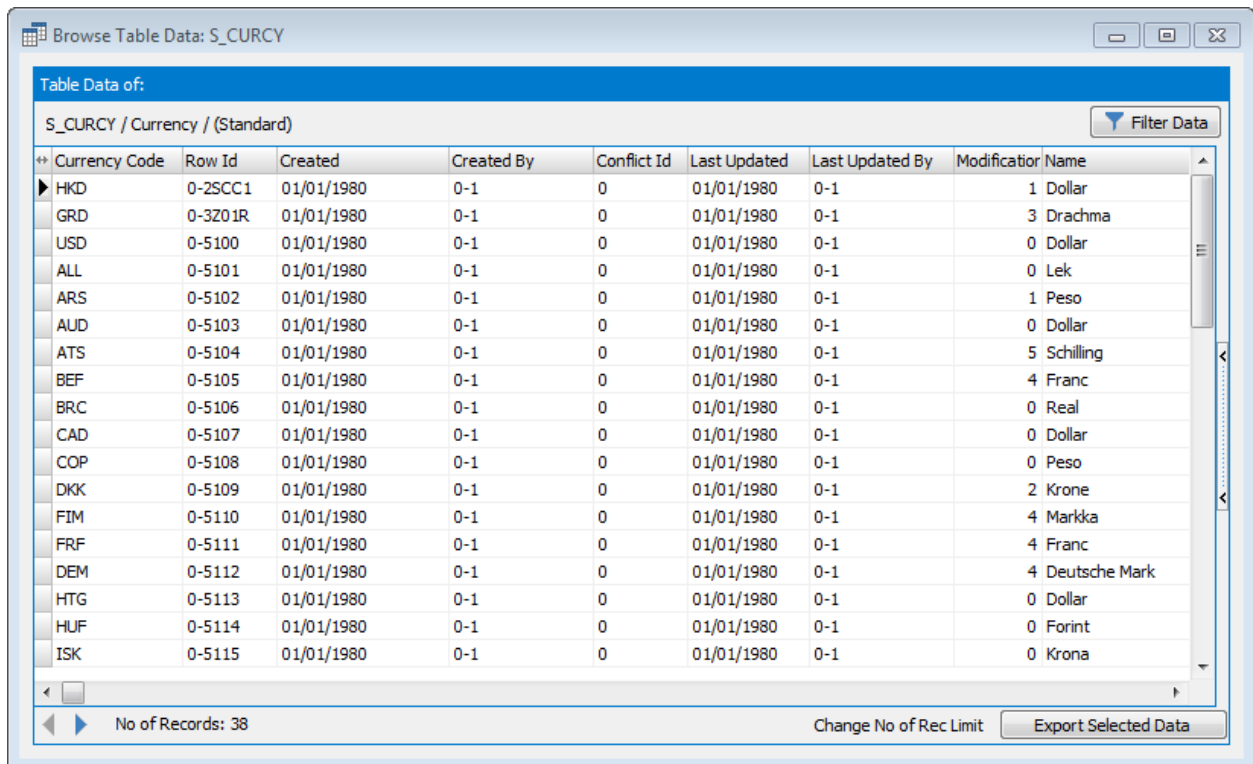 Browse Table Data: S_CURCY
Table Data of:
S_CURCY / Currency / (Standard) Filter Data
Currency Code Row Id Created Created By Conflict Id Last Updated Last Updated By Modification Name
HKD 0-2SCC1 01/01/1980 0-1 0 01/01/1980 0-1 1 Dollar
GRD 0-3Z01R 01/01/1980 0-1 0 01/01/1980 0-1 3 Drachma
USD 0-5100 01/01/1980 0-1 0 01/01/1980 0-1 0 Dollar
ALL 0-5101 01/01/1980 0-1 0 01/01/1980 0-1 0 Lek
ARS 0-5102 01/01/1980 0-1 0 01/01/1980 0-1 1 Peso
AUD 0-5103 01/01/1980 0-1 0 01/01/1980 0-1 0 Dollar
ATS 0-5104 01/01/1980 0-1 0 01/01/1980 0-1 5 Schilling
BEF 0-5105 01/01/1980 0-1 0 01/01/1980 0-1 4 Franc
BRC 0-5106 01/01/1980 0-1 0 01/01/1980 0-1 0 Real
CAD 0-5107 01/01/1980 0-1 0 01/01/1980 0-1 0 Dollar
COP 0-5108 01/01/1980 0-1 0 01/01/1980 0-1 0 Peso
DKK 0-5109 01/01/1980 0-1 0 01/01/1980 0-1 2 Krone
FIM 0-5110 01/01/1980 0-1 0 01/01/1980 0-1 4 Markka
FRF 0-5111 01/01/1980 0-1 0 01/01/1980 0-1 4 Franc
DEM 0-5112 01/01/1980 0-1 0 01/01/1980 0-1 4 Deutsche Mark
HTG 0-5113 01/01/1980 0-1 0 01/01/1980 0-1 0 Dollar
HUF 0-5114 01/01/1980 0-1 0 01/01/1980 0-1 0 Forint
ISK 0-5115 01/01/1980 0-1 0 01/01/1980 0-1 0 Krona
No of Records: 38 Change No of Rec Limit Export Selected Data